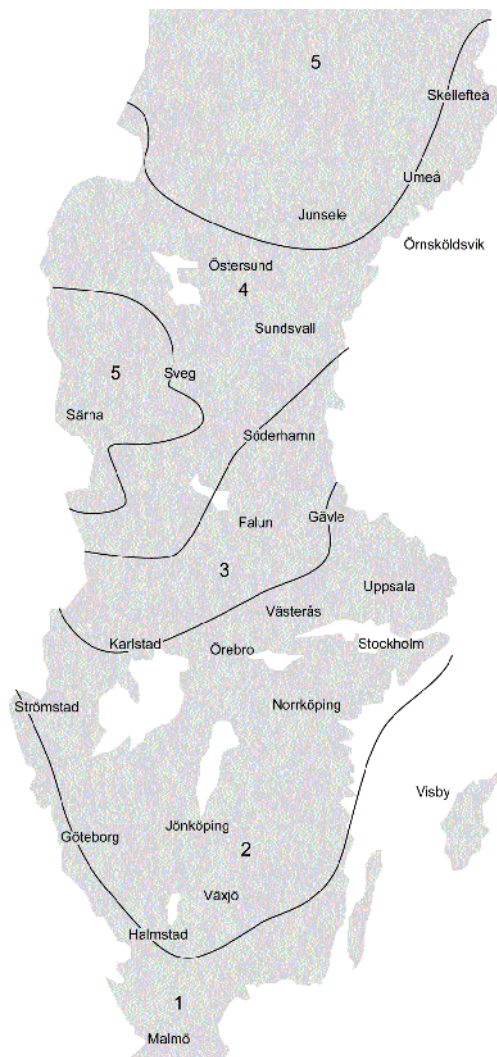 5
Skellefteå
Umeå
Junsele
Örnsköldsvik
Östersund
4
Sundsvall
5
Sveg
Särna
Söderhamn
Falun
Gävle
3
Uppsala
Västerås
Karlstad
Örebro
Stockholm
Strömstad
Norrköping
Visby
Jönköping
Göteborg
2
Växjö
Halmstad
1
Malmö